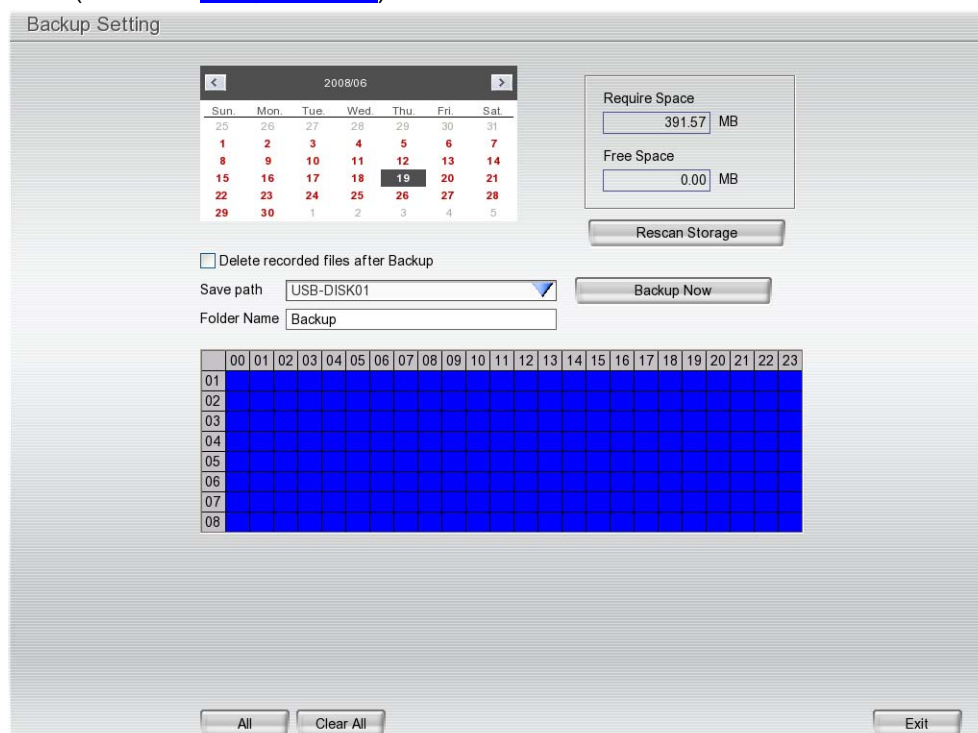 Backup Setting
< 2008/06 >
Sun. Mon. Tue. Wed. Thu. Fri. Sat.
25 26 27 28 29 30 31
1 2 3 4 5 6 7
8 9 10 11 12 13 14
15 16 17 18 19 20 21
22 23 24 25 26 27 28
29 30 1 2 3 4 5
Require Space
391.57 MB
Free Space
0.00 MB
Rescan Storage
Delete recorded files after Backup
Save path USB-DISK01
Backup Now
Folder Name Backup
00 01 02 03 04 05 06 07 08 09 10 11 12 13 14 15 16 17 18 19 20 21 22 23
01
02
03
04
05
06
07
08
All Clear All Exit